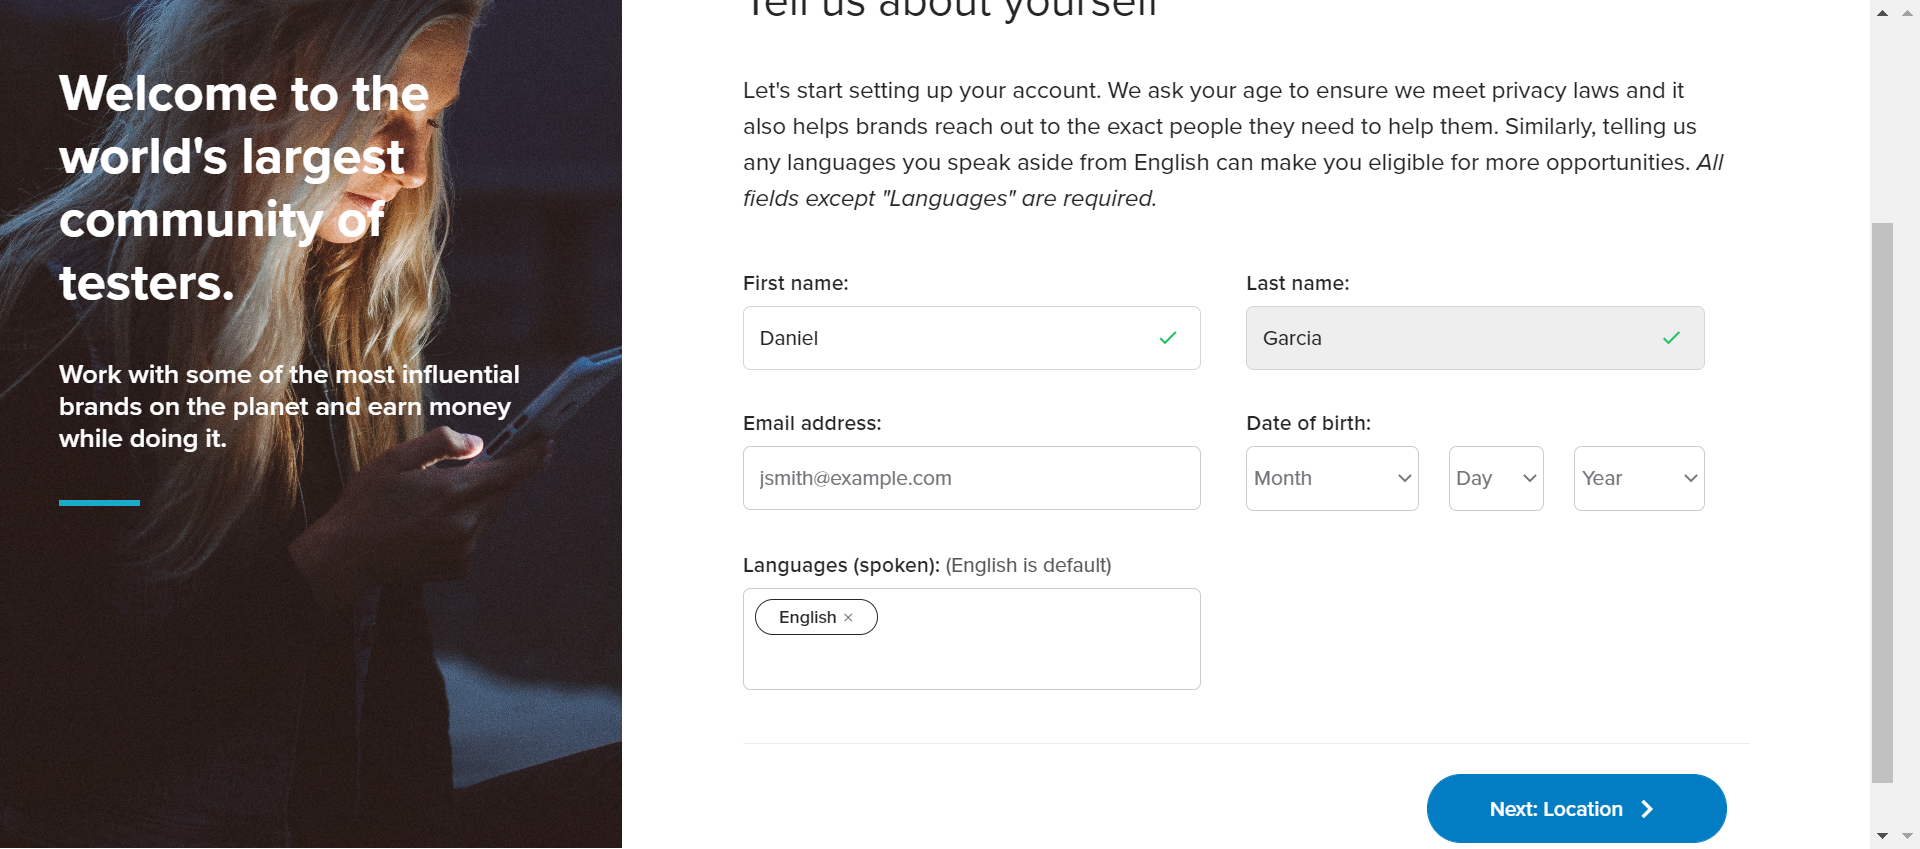 Tell us about yourself
Welcome to the
world's largest
community of
testers.
Work with some of the most influential
brands on the planet and earn money
while doing it.
Let's start setting up your account. We ask your age to ensure we meet privacy laws and it
also helps brands reach out to the exact people they need to help them. Similarly, telling us
any languages you speak aside from English can make you eligible for more opportunities. All
fields except "Languages" are required.
First name:
Last name:
Daniel
Garcia
Email address:
Date of birth:
jsmith@example.com
Month
Day
Year
Languages (spoken): (English is default)
English ×
Next: Location